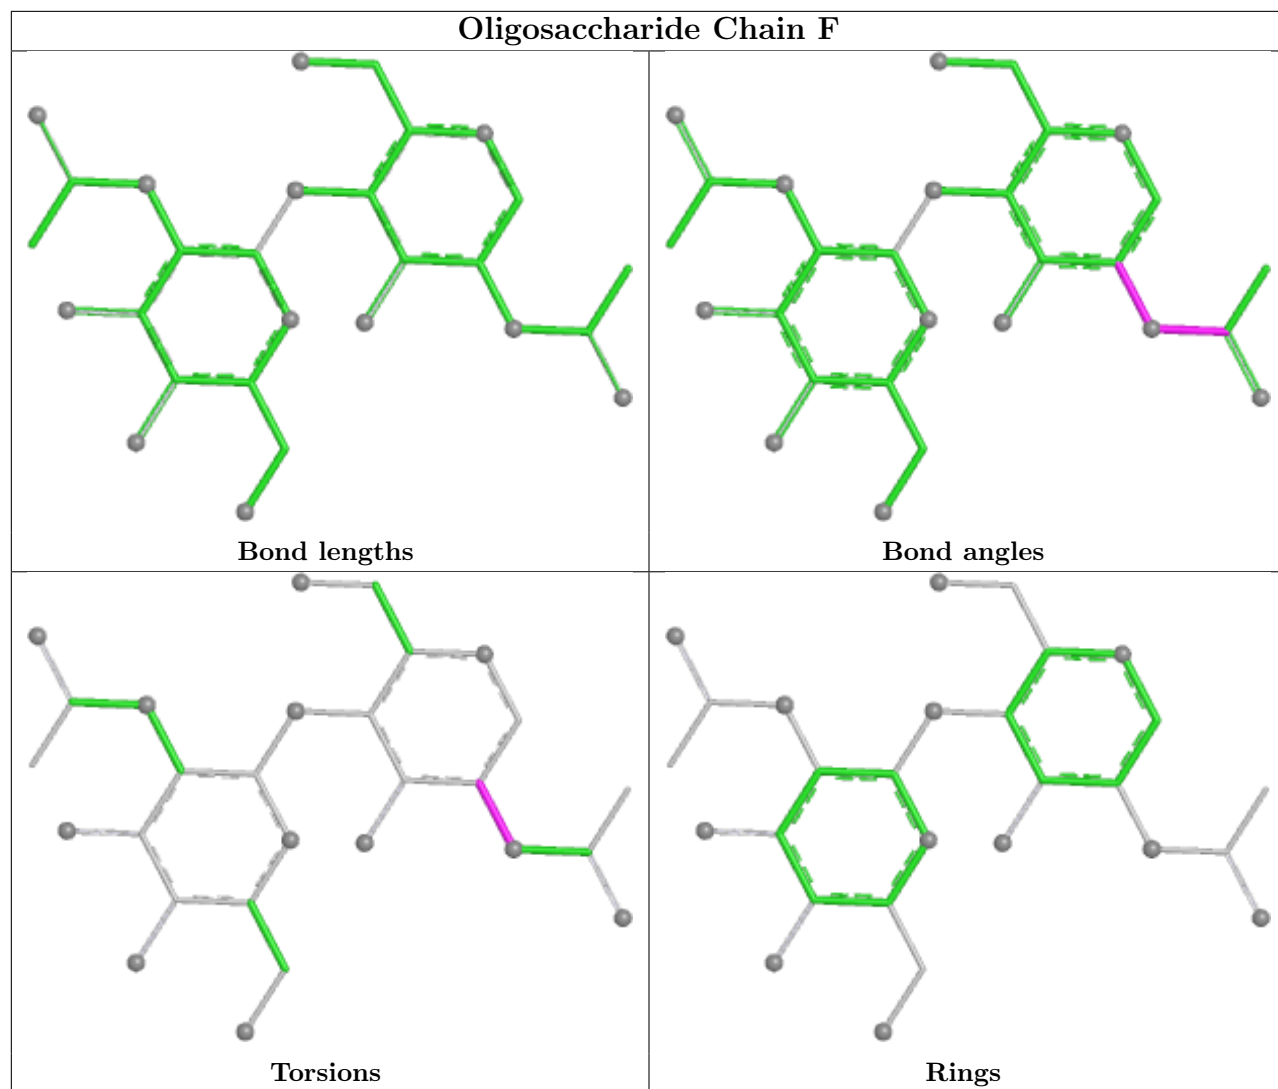 Oligosaccharide Chain F
Bond lengths
Bond angles
Torsions
Rings